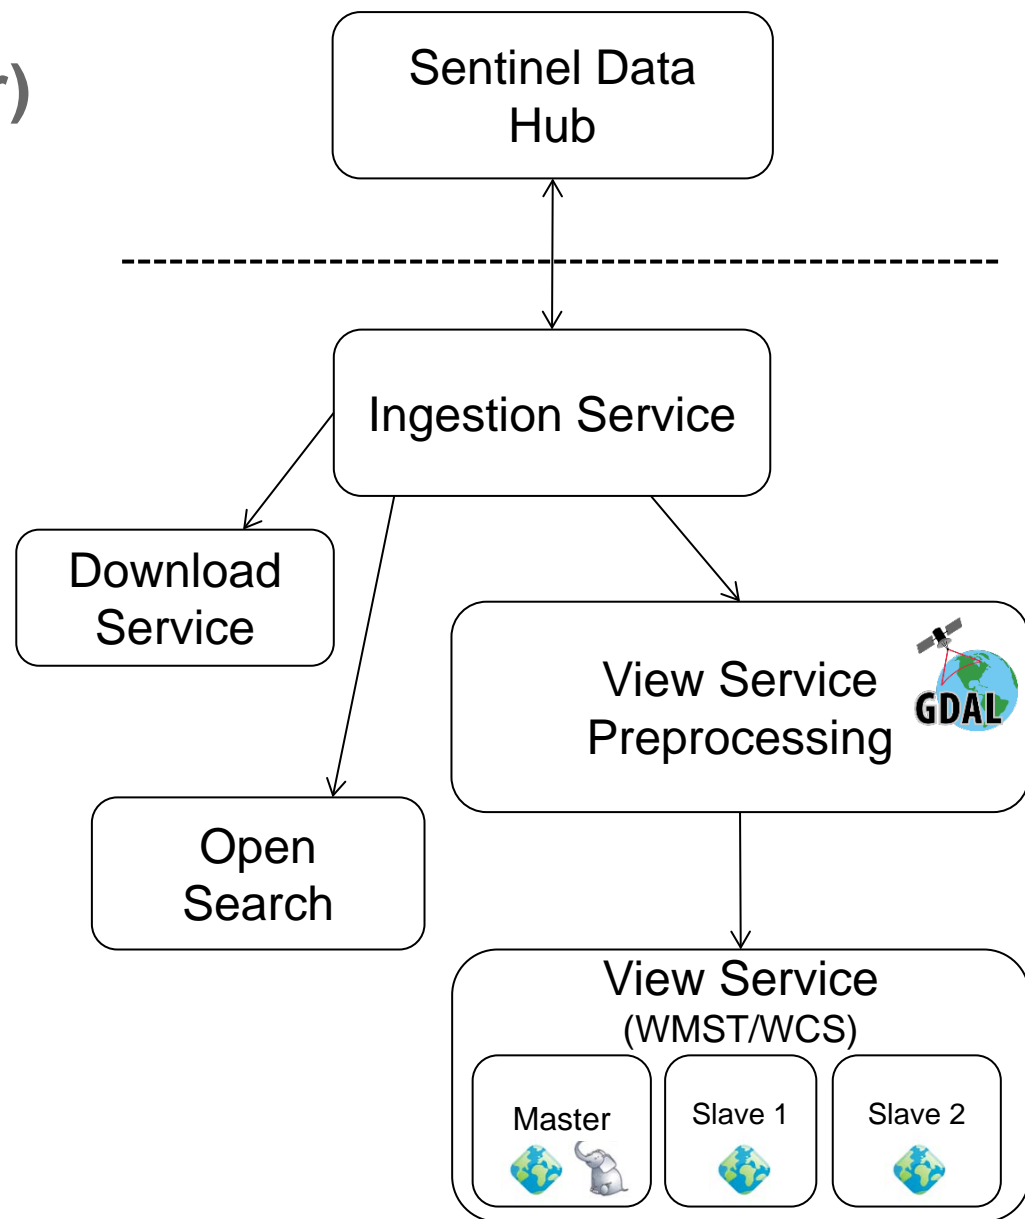 r)
Sentinel Data
Hub
Ingestion Service
Download
Service
View Service
Preprocessing
GDAL
Open
Search
View Service
(WMST/WCS)
Master
Slave 1
Slave 2